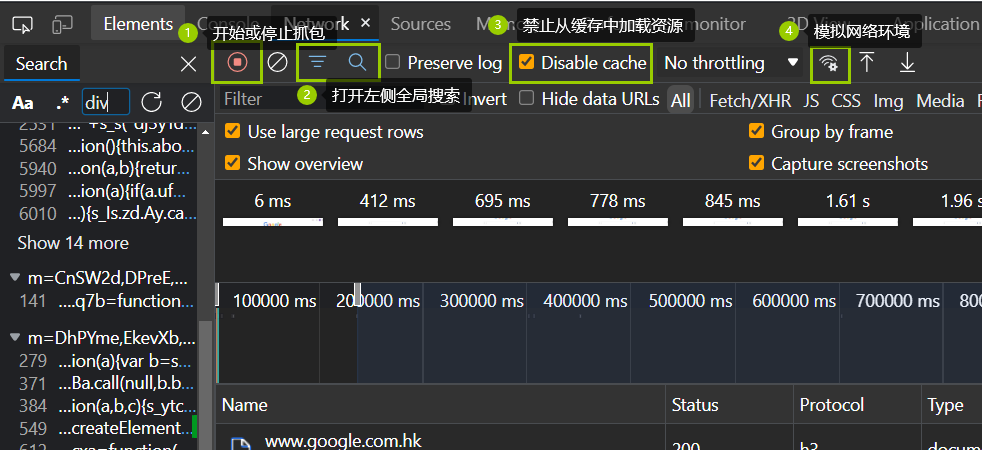 Elements Console Network Sources Performance Memory Performance monitor 3D View Application
1 开始或停止抓包
3 禁止从缓存中加载资源
4 模拟网络环境
Search
Preserve log Disable cache No throttling
Aa .* div
2 打开左侧全局搜索
Filter Invert Hide data URLs All Fetch/XHR JS CSS Img Media
Use large request rows Group by frame
Show overview Capture screenshots
5684 ...ion(){this.abo...
5940 ...on(a,b){retur...
5997 ...ion(a){if(a.uf...
6010 ...){s_Is.zd.Ay.ca...
Show 14 more
m=CnSW2d,DPreE,...
141 ....q7b=function...
m=DhPYme,EkevXb,...
279 ...ion(a){var b=s...
371 ...Ba.call(null,b.b...
384 ...ion(a,b,c){s_ytc...
549 ...createElement...
6 ms 412 ms 695 ms 778 ms 845 ms 1.61 s 1.96 s
100000 ms 200000 ms 300000 ms 400000 ms 500000 ms 600000 ms 700000 ms 800
Name Status Protocol Type
www.google.com.hk 200 h3 docum